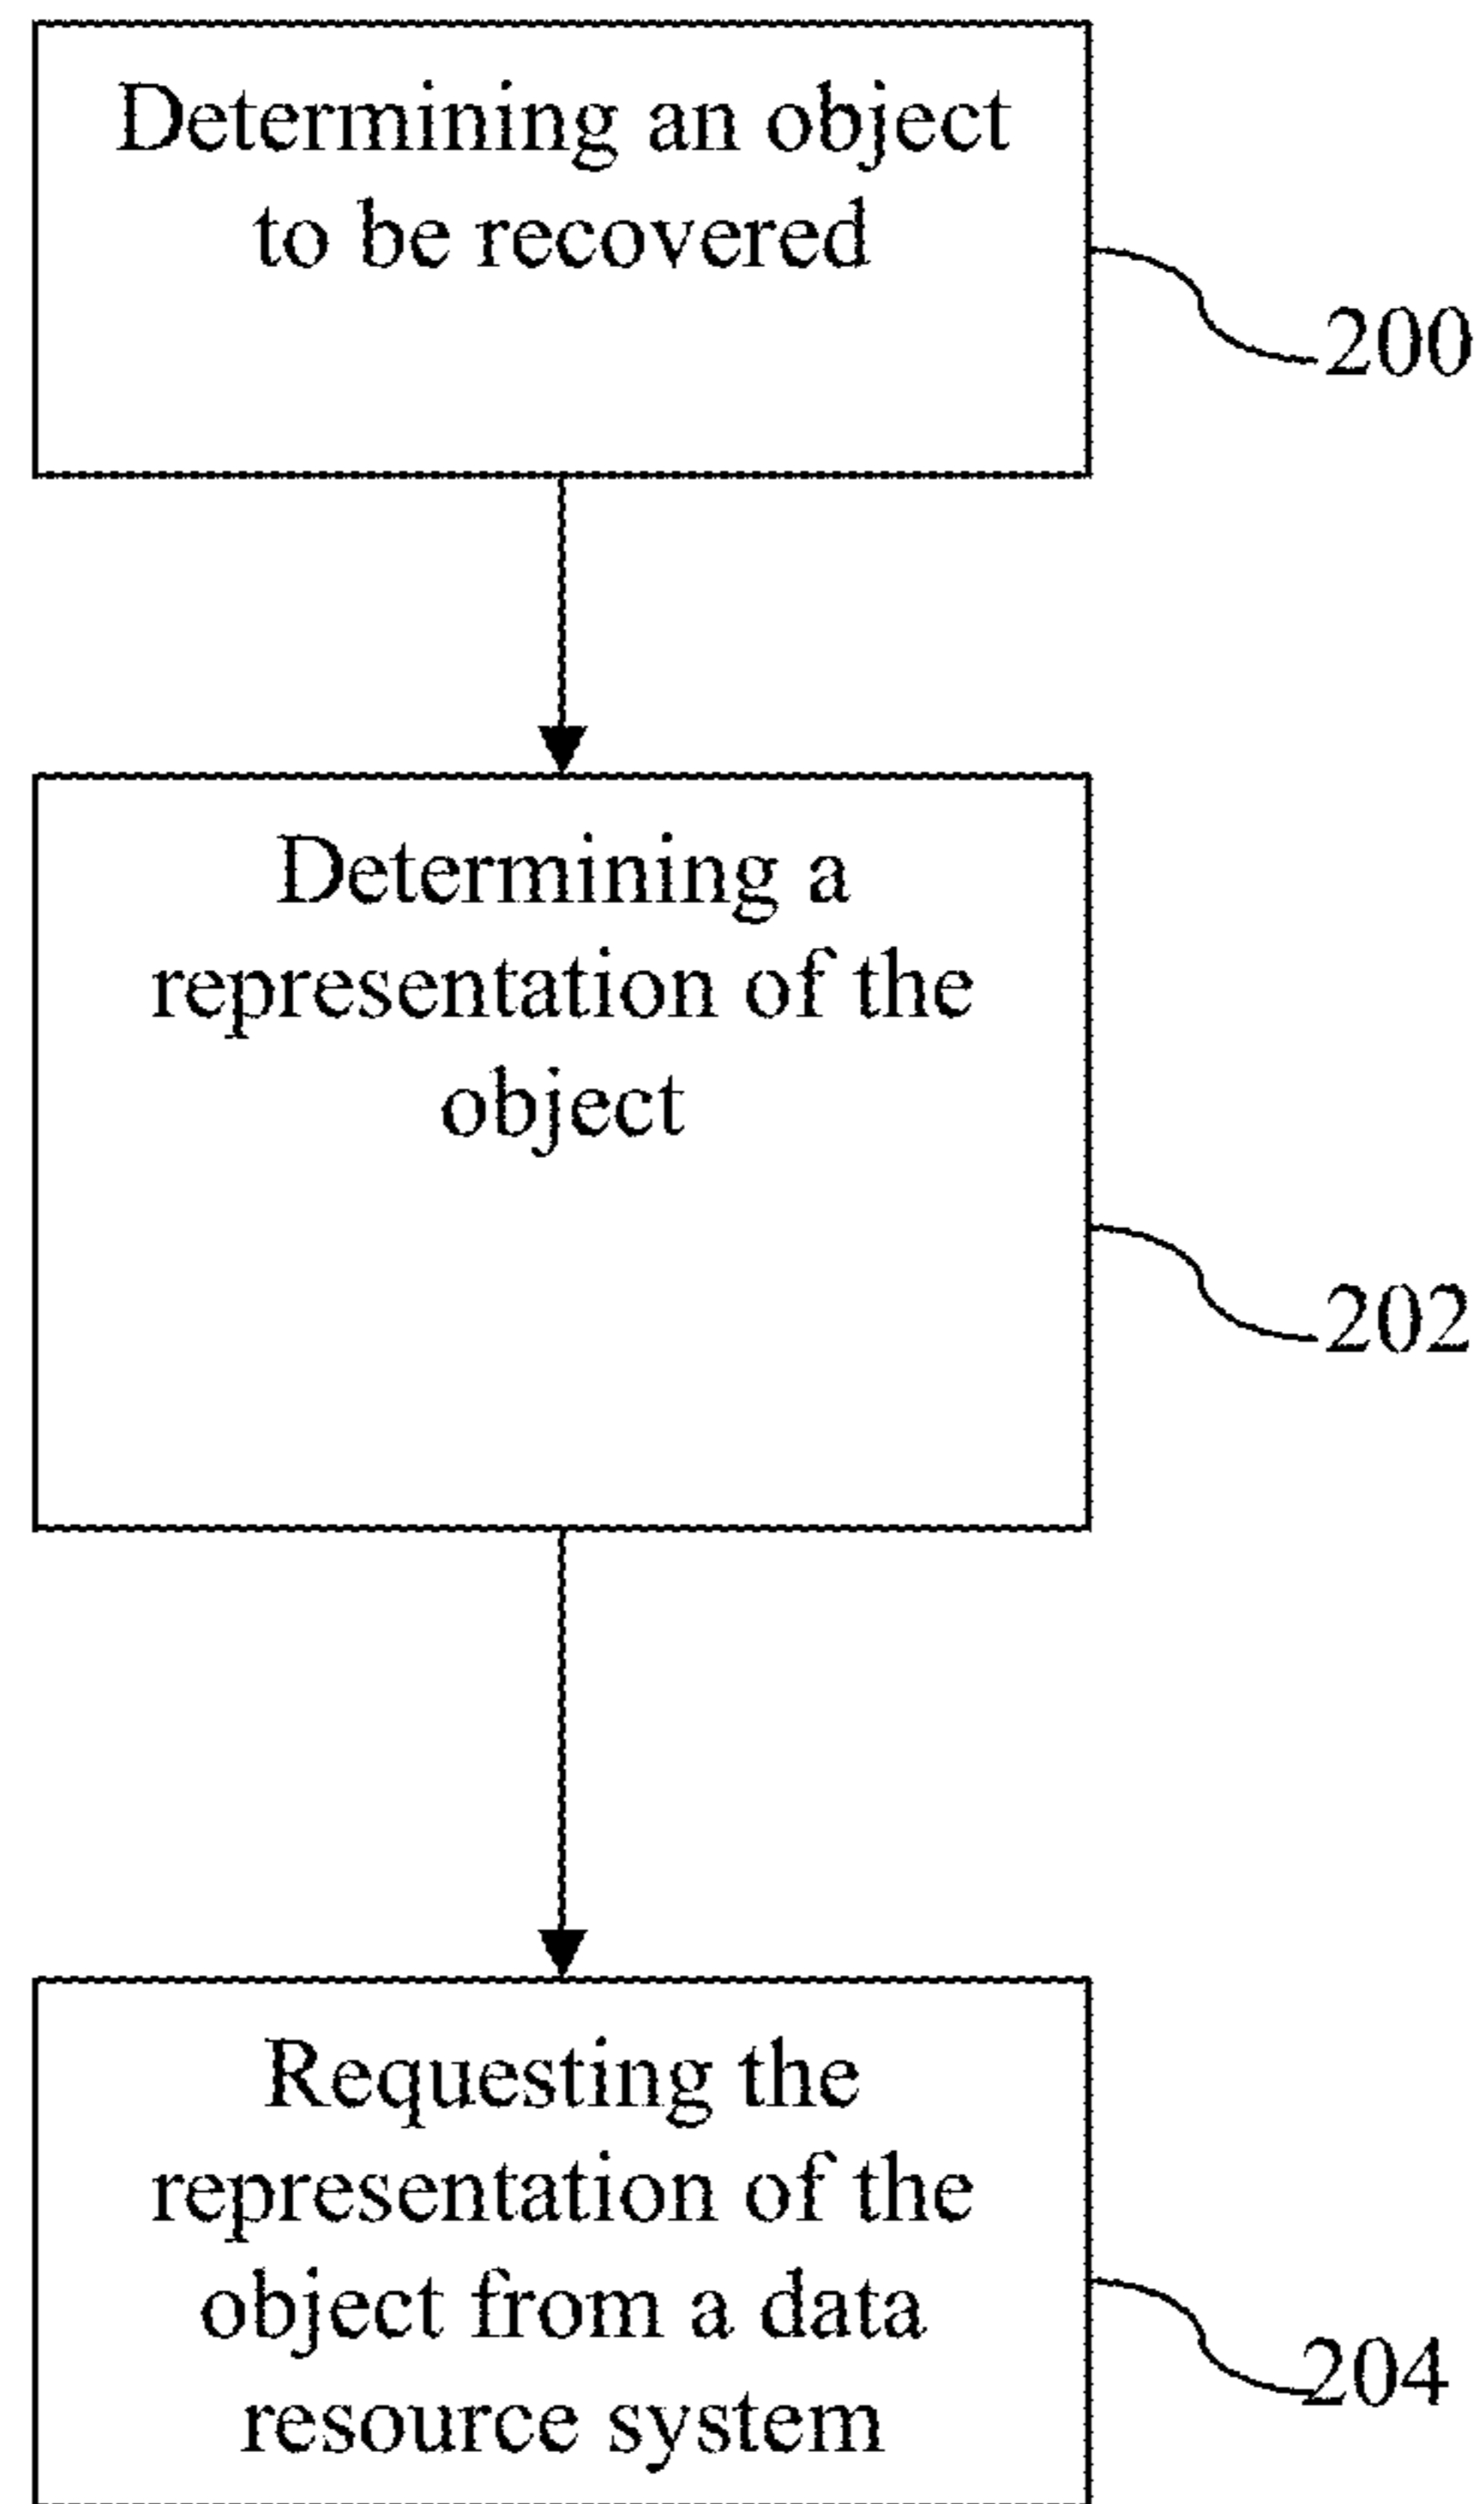 Determining an object
to be recovered
200
Determining a
representation of the
object
202
Requesting the
representation of the
object from a data
resource system
204